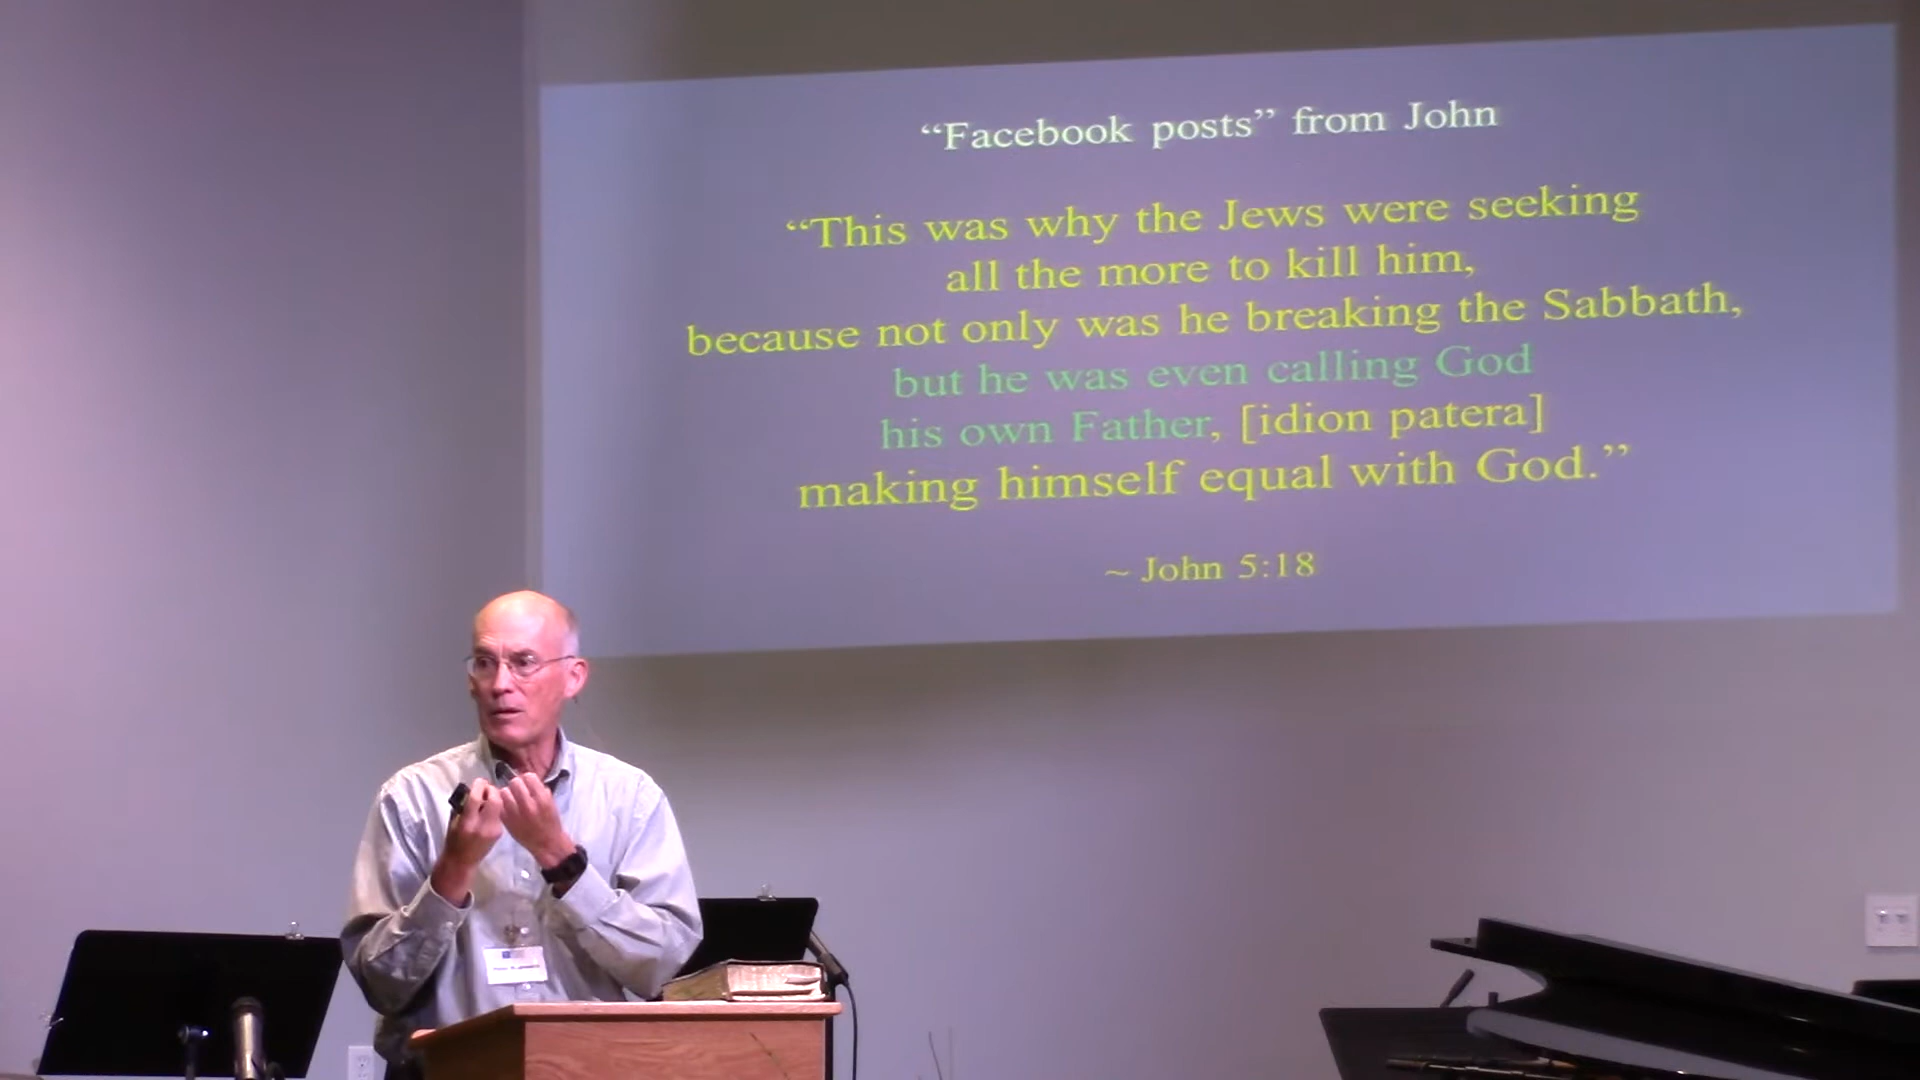 “Facebook posts” from John
“This was why the Jews were seeking
all the more to kill him,
because not only was he breaking the Sabbath,
but he was even calling God
his own Father, [idion patera]
making himself equal with God.”
~ John 5:18